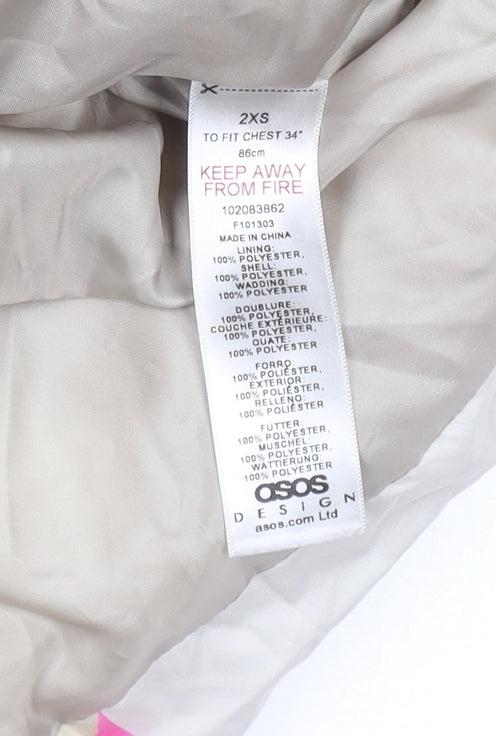 2XS
TO FIT CHEST 34"
86cm
KEEP AWAY
FROM FIRE
102083862
F101303
MADE IN CHINA
LINING:
100% POLYESTER,
SHELL:
100% POLYESTER,
WADDING:
100% POLYESTER
DOUBLURE:
100% POLYESTER,
COUCHE EXTÉRIEURE:
100% POLYESTER,
OUATE:
100% POLYESTER
FORRO:
100% POLIÉSTER,
EXTERIOR:
100% POLIÉSTER,
RELLENO:
100% POLIÉSTER
FUTTER:
100% POLYESTER,
MUSCHEL:
100% POLYESTER,
WATTIERUNG:
100% POLYESTER
asos
DESIGN
asos.com Ltd